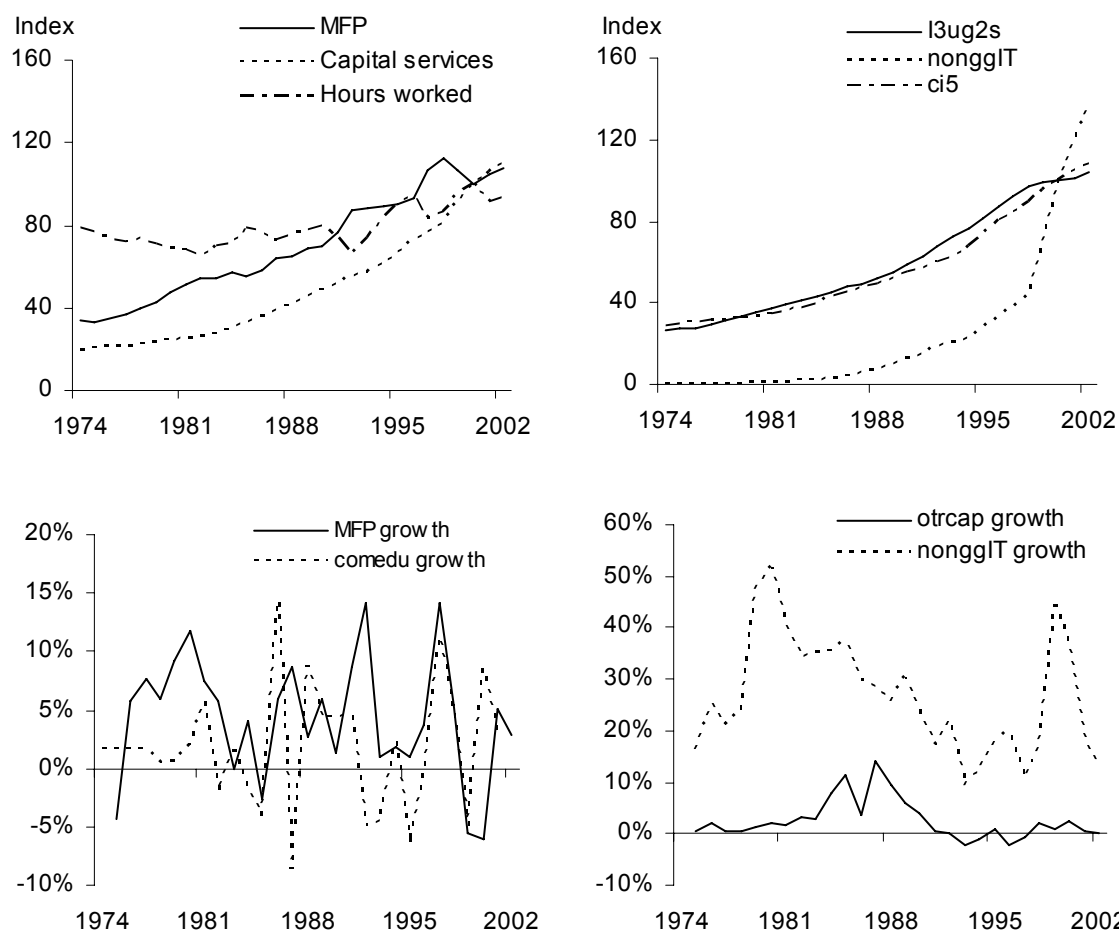 Index
MFP
160
Capital services
Hours worked
120
80
40
0
1974 1981 1988 1995 2002
Index
l3ug2s
160
nonggIT
ci5
120
80
40
0
1974 1981 1988 1995 2002
20%
MFP growth
comedu growth
15%
10%
5%
0%
-5%
-10%
1974 1981 1988 1995 2002
60%
otrcap growth
nonggIT growth
50%
40%
30%
20%
10%
0%
-10%
1974 1981 1988 1995 2002